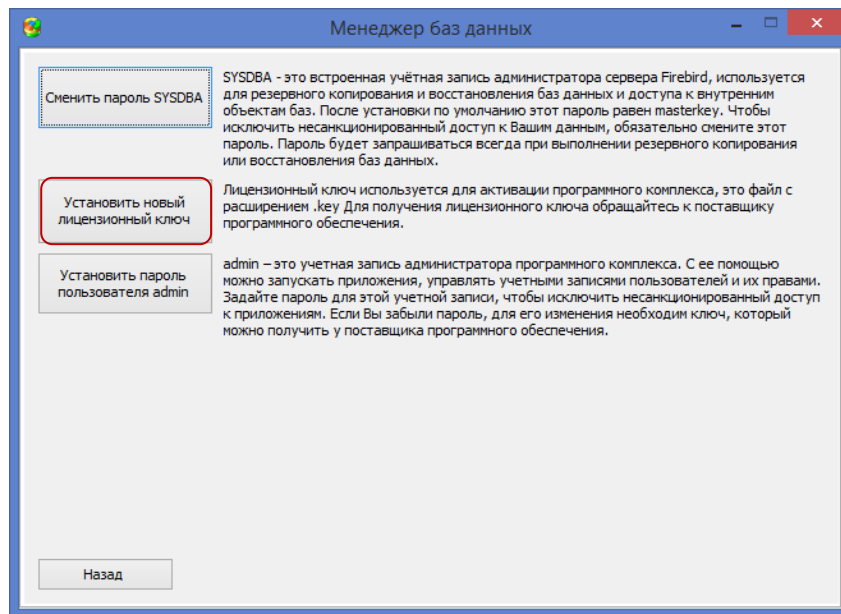 Менеджер баз данных
Сменить пароль SYSDBA
SYSDBA - это встроенная учётная запись администратора сервера Firebird, используется
для резервного копирования и восстановления баз данных и доступа к внутренним
объектам баз. После установки по умолчанию этот пароль равен masterkey. Чтобы
исключить несанкционированный доступ к Вашим данным, обязательно смените этот
пароль. Пароль будет запрашиваться всегда при выполнении резервного копирования
или восстановления баз данных.
Установить новый
лицензионный ключ
Лицензионный ключ используется для активации программного комплекса, это файл с
расширением .key Для получения лицензионного ключа обращайтесь к поставщику
программного обеспечения.
Установить пароль
пользователя admin
admin – это учетная запись администратора программного комплекса. С ее помощью
можно запускать приложения, управлять учетными записями пользователей и их правами.
Задайте пароль для этой учетной записи, чтобы исключить несанкционированный доступ
к приложениям. Если Вы забыли пароль, для его изменения необходим ключ, который
можно получить у поставщика программного обеспечения.
Назад